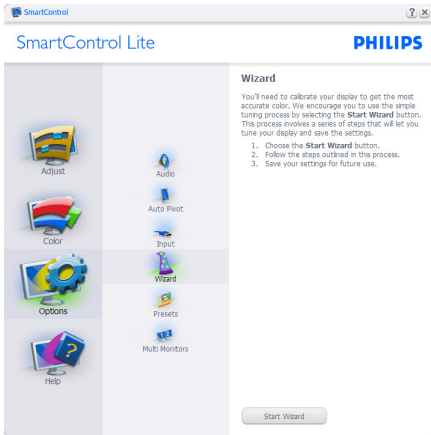 SmartControl
? ×
SmartControl Lite
PHILIPS
Adjust
Color
Options
Help
Audio
Auto Pivot
Input
Wizard
Presets
Multi Monitors
Wizard
You'll need to calibrate your display to get the most
accurate color. We encourage you to use the simple
tuning process by selecting the Start Wizard button.
This process involves a series of steps that will let you
tune your display and save the settings.
1. Choose the Start Wizard button.
2. Follow the steps outlined in this process.
3. Save your settings for future use.
Start Wizard